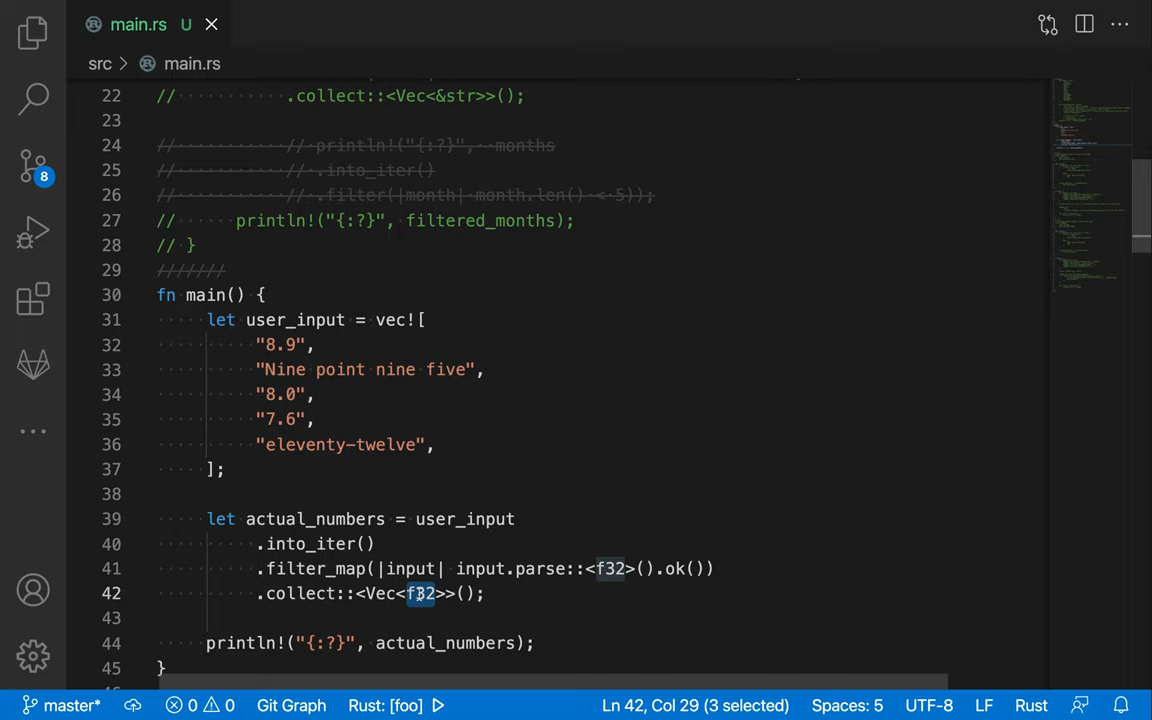 main.rs U
src > main.rs
22 // .collect::<Vec<&str>>();
23
24 // // println!("{:?}", months
25 // // .into_iter()
26 // // .filter(|month| month.len() < 5));
27 // println!("{:?}", filtered_months);
28 // }
29 ///////
30 fn main() {
31 let user_input = vec![
32 "8.9",
33 "Nine point nine five",
34 "8.0",
35 "7.6",
36 "eleventy-twelve",
37 ];
38
39 let actual_numbers = user_input
40 .into_iter()
41 .filter_map(|input| input.parse::<f32>().ok())
42 .collect::<Vec<f32>>();
43
44 println!("{:?}", actual_numbers);
45 }
8
master* 0 0 Git Graph Rust: [foo] Ln 42, Col 29 (3 selected) Spaces: 5 UTF-8 LF Rust